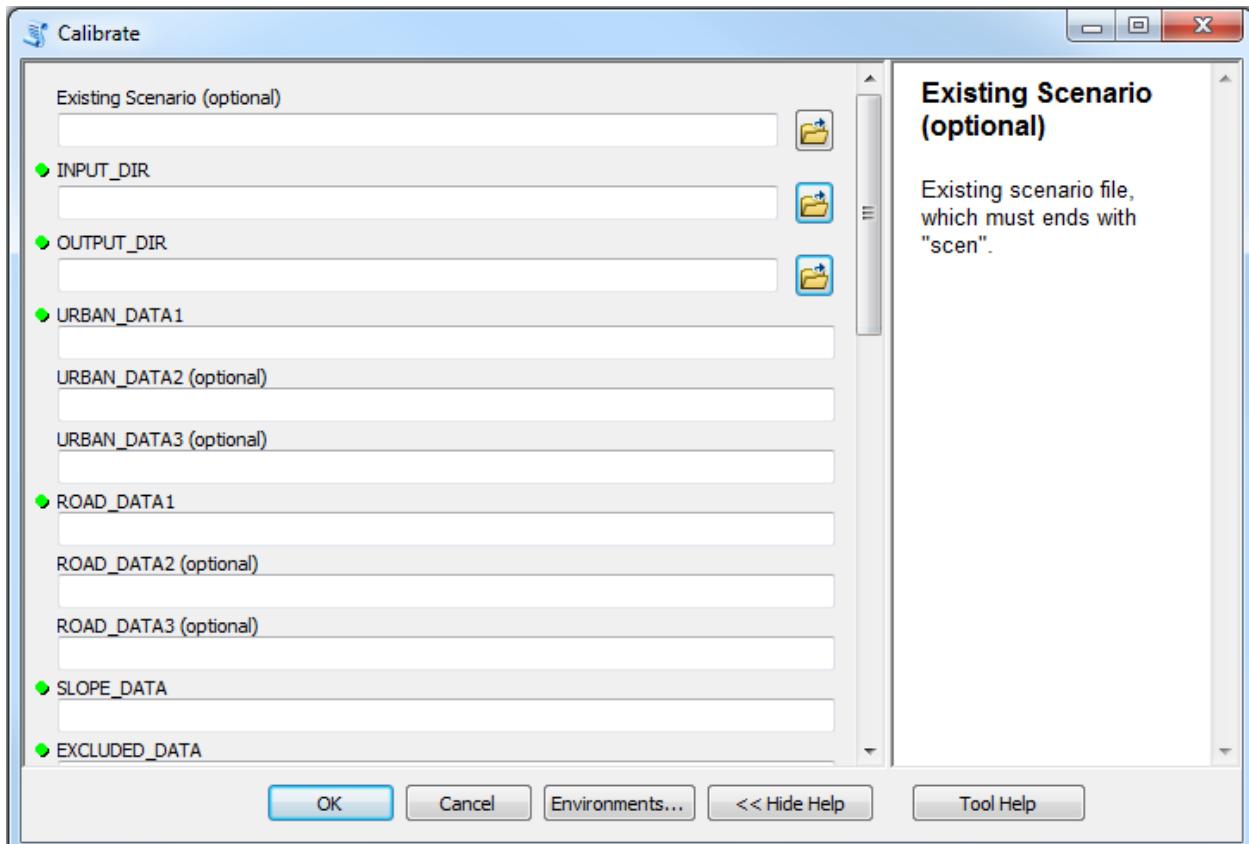 Calibrate
Existing Scenario (optional)
INPUT_DIR
OUTPUT_DIR
URBAN_DATA1
URBAN_DATA2 (optional)
URBAN_DATA3 (optional)
ROAD_DATA1
ROAD_DATA2 (optional)
ROAD_DATA3 (optional)
SLOPE_DATA
EXCLUDED_DATA
Existing Scenario
(optional)
Existing scenario file,
which must ends with
"scen".
OK
Cancel
Environments...
<< Hide Help
Tool Help